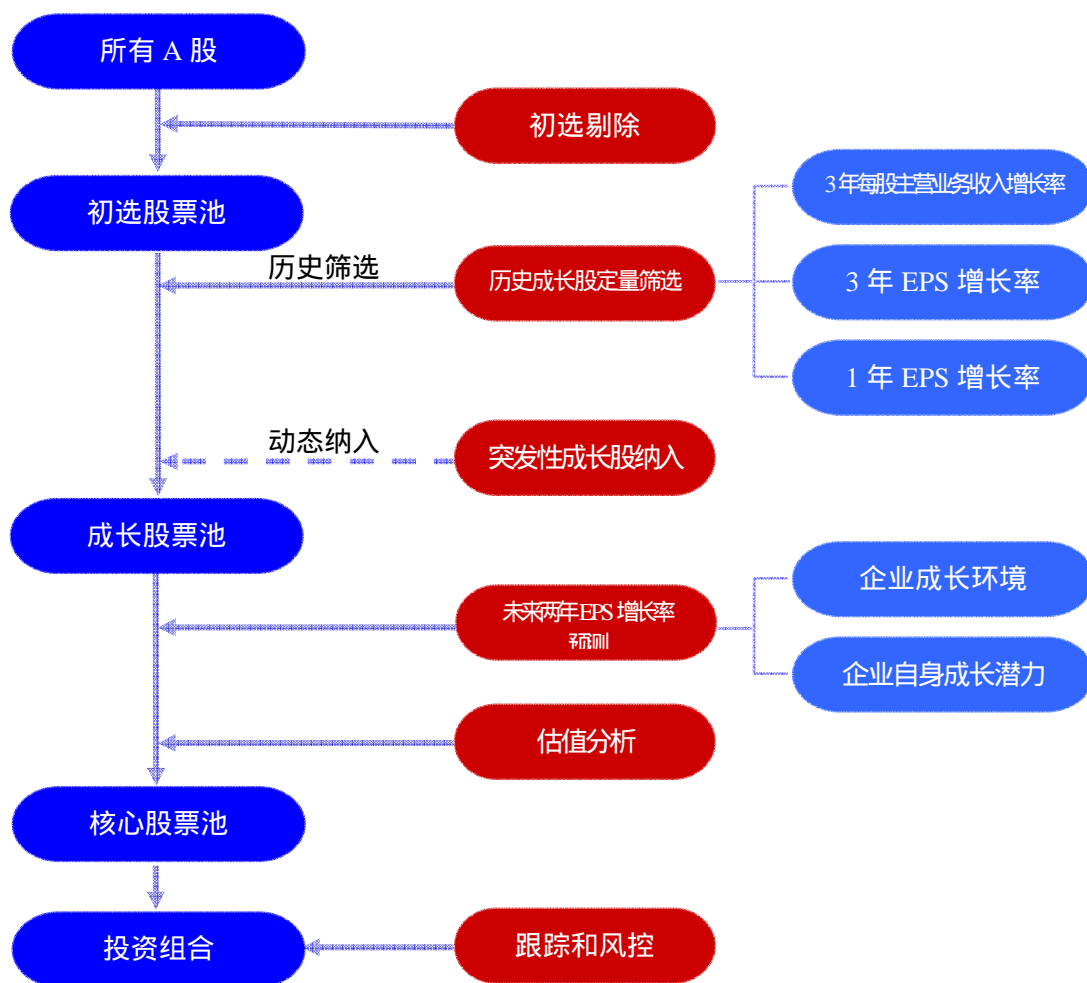 所有 A 股
初选剔除
3 年每股主营业务收入增长率
初选股票池
历史筛选
历史成长股定量筛选
3 年 EPS 增长率
1 年 EPS 增长率
动态纳入
突发性成长股纳入
成长股票池
企业成长环境
未来两年 EPS 增长率
预测
企业自身成长潜力
估值分析
核心股票池
投资组合
跟踪和风控